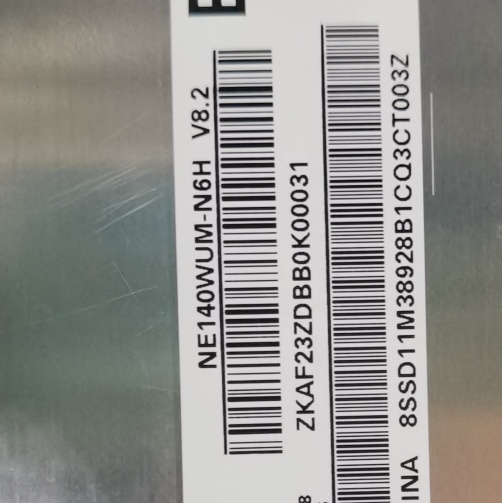 NE140WUM-N6H V8.2
ZKAF23ZDBB0K00031
8SSD11M38928B1CQ3CT003Z
INA